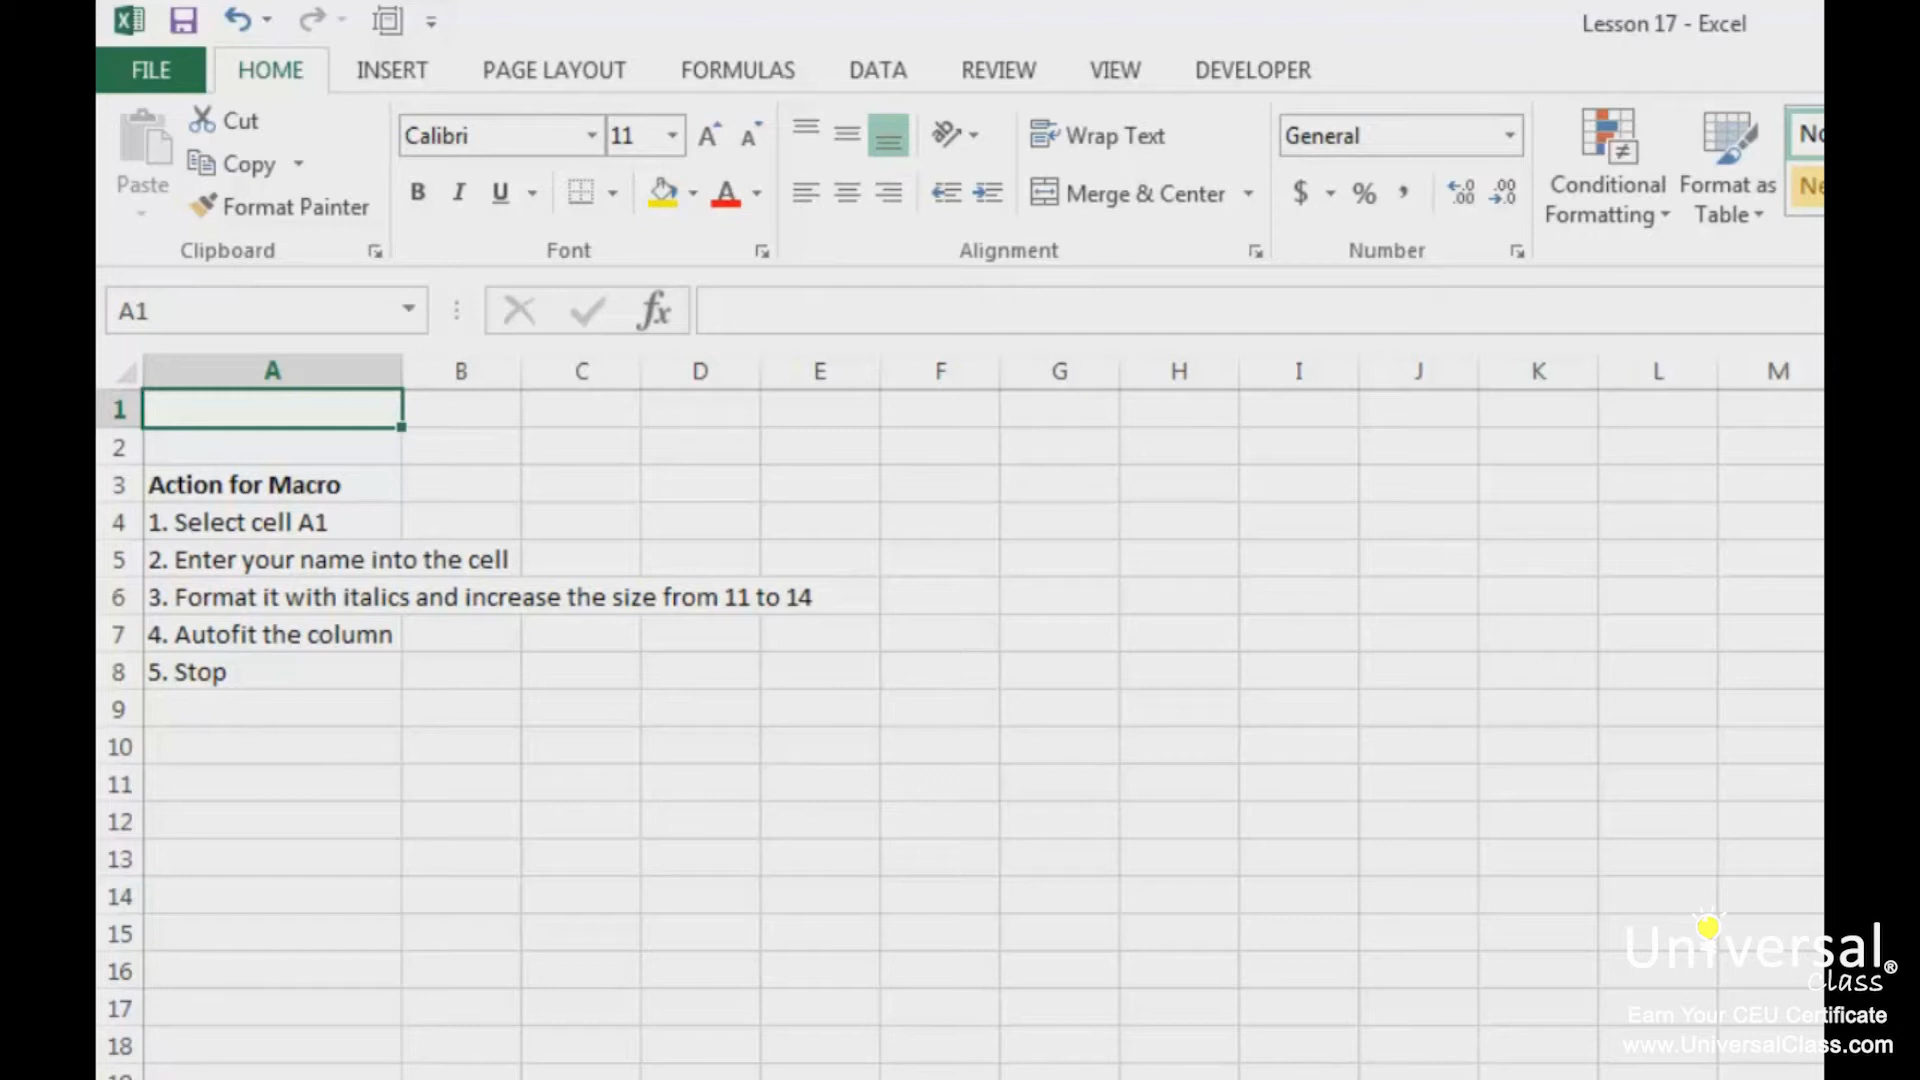 Lesson 17 - Excel
FILE HOME INSERT PAGE LAYOUT FORMULAS DATA REVIEW VIEW DEVELOPER
Paste
Cut
Copy
Format Painter
Clipboard
Calibri 11
B I U A
Font
Wrap Text
Merge & Center
Alignment
General
$ % , .0 .00 .00 .0
Number
Conditional Formatting
Format as Table
A1
fx
A B C D E F G H I J K L M
1
2
3 Action for Macro
4 1. Select cell A1
5 2. Enter your name into the cell
6 3. Format it with italics and increase the size from 11 to 14
7 4. Autofit the column
8 5. Stop
9
10
11
12
13
14
15
16
17
18
Universal
Class®
Earn Your CEU Certificate
www.UniversalClass.com